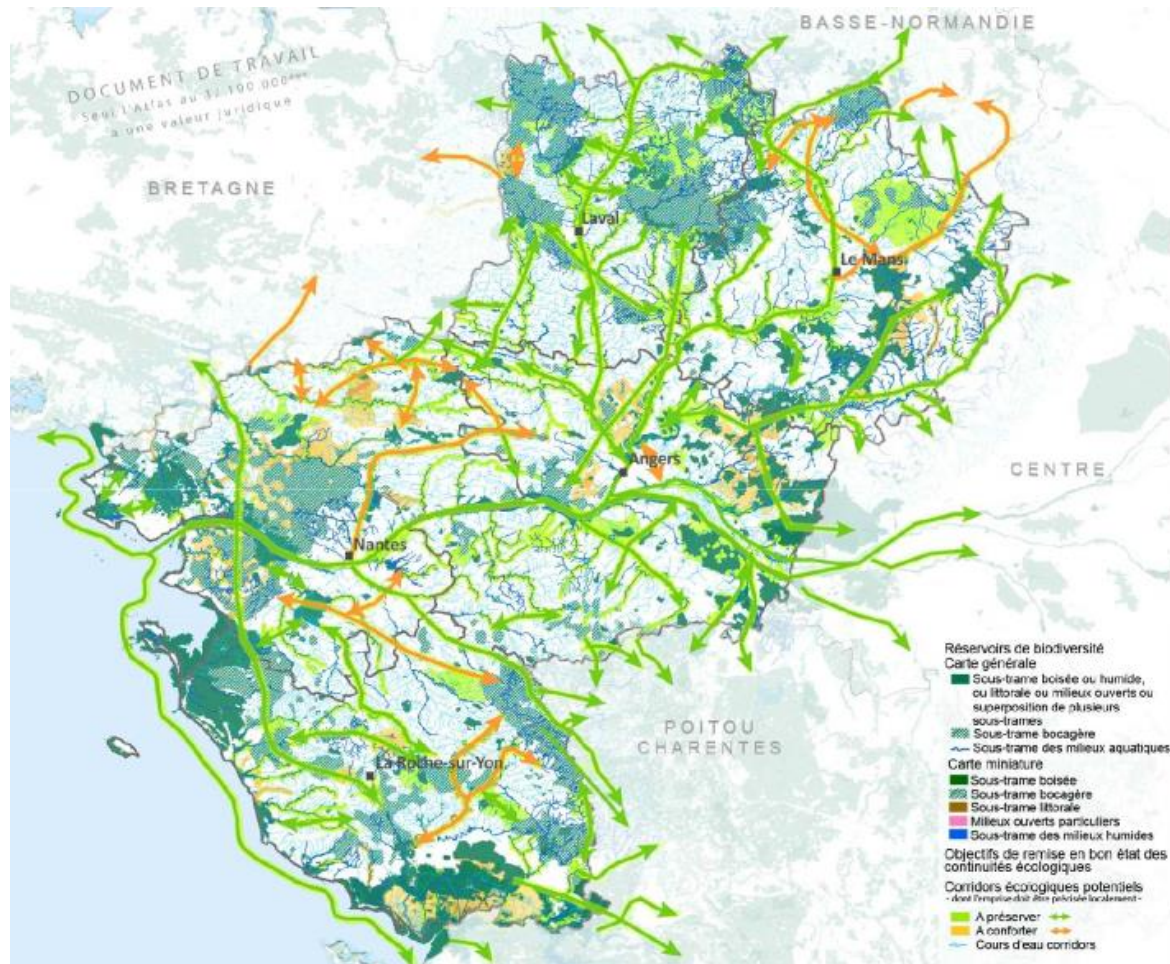 BASSE-NORMANDIE
DOCUMENT DE TRAVAIL
Seul l'Atlas au 1/100 000ème
a une valeur juridique
BRETAGNE
Laval
Le Mans
Angers
CENTRE
Nantes
POITOU
CHARENTES
La Roche-sur-Yon
Réservoirs de biodiversité
Carte générale
Sous-trame boisée ou humide,
ou littorale ou milieux ouverts ou
superposition de plusieurs
sous-trames
Sous-trame bocagère
Sous-trame des milieux aquatiques
Carte miniature
Sous-trame boisée
Sous-trame bocagère
Sous-trame littorale
Milieux ouverts particuliers
Sous-trame des milieux humides
Objectifs de remise en bon état des
continuités écologiques
Corridors écologiques potentiels
- dont l'emprise doit être précisée localement -
A préserver
A conforter
Cours d'eau corridors